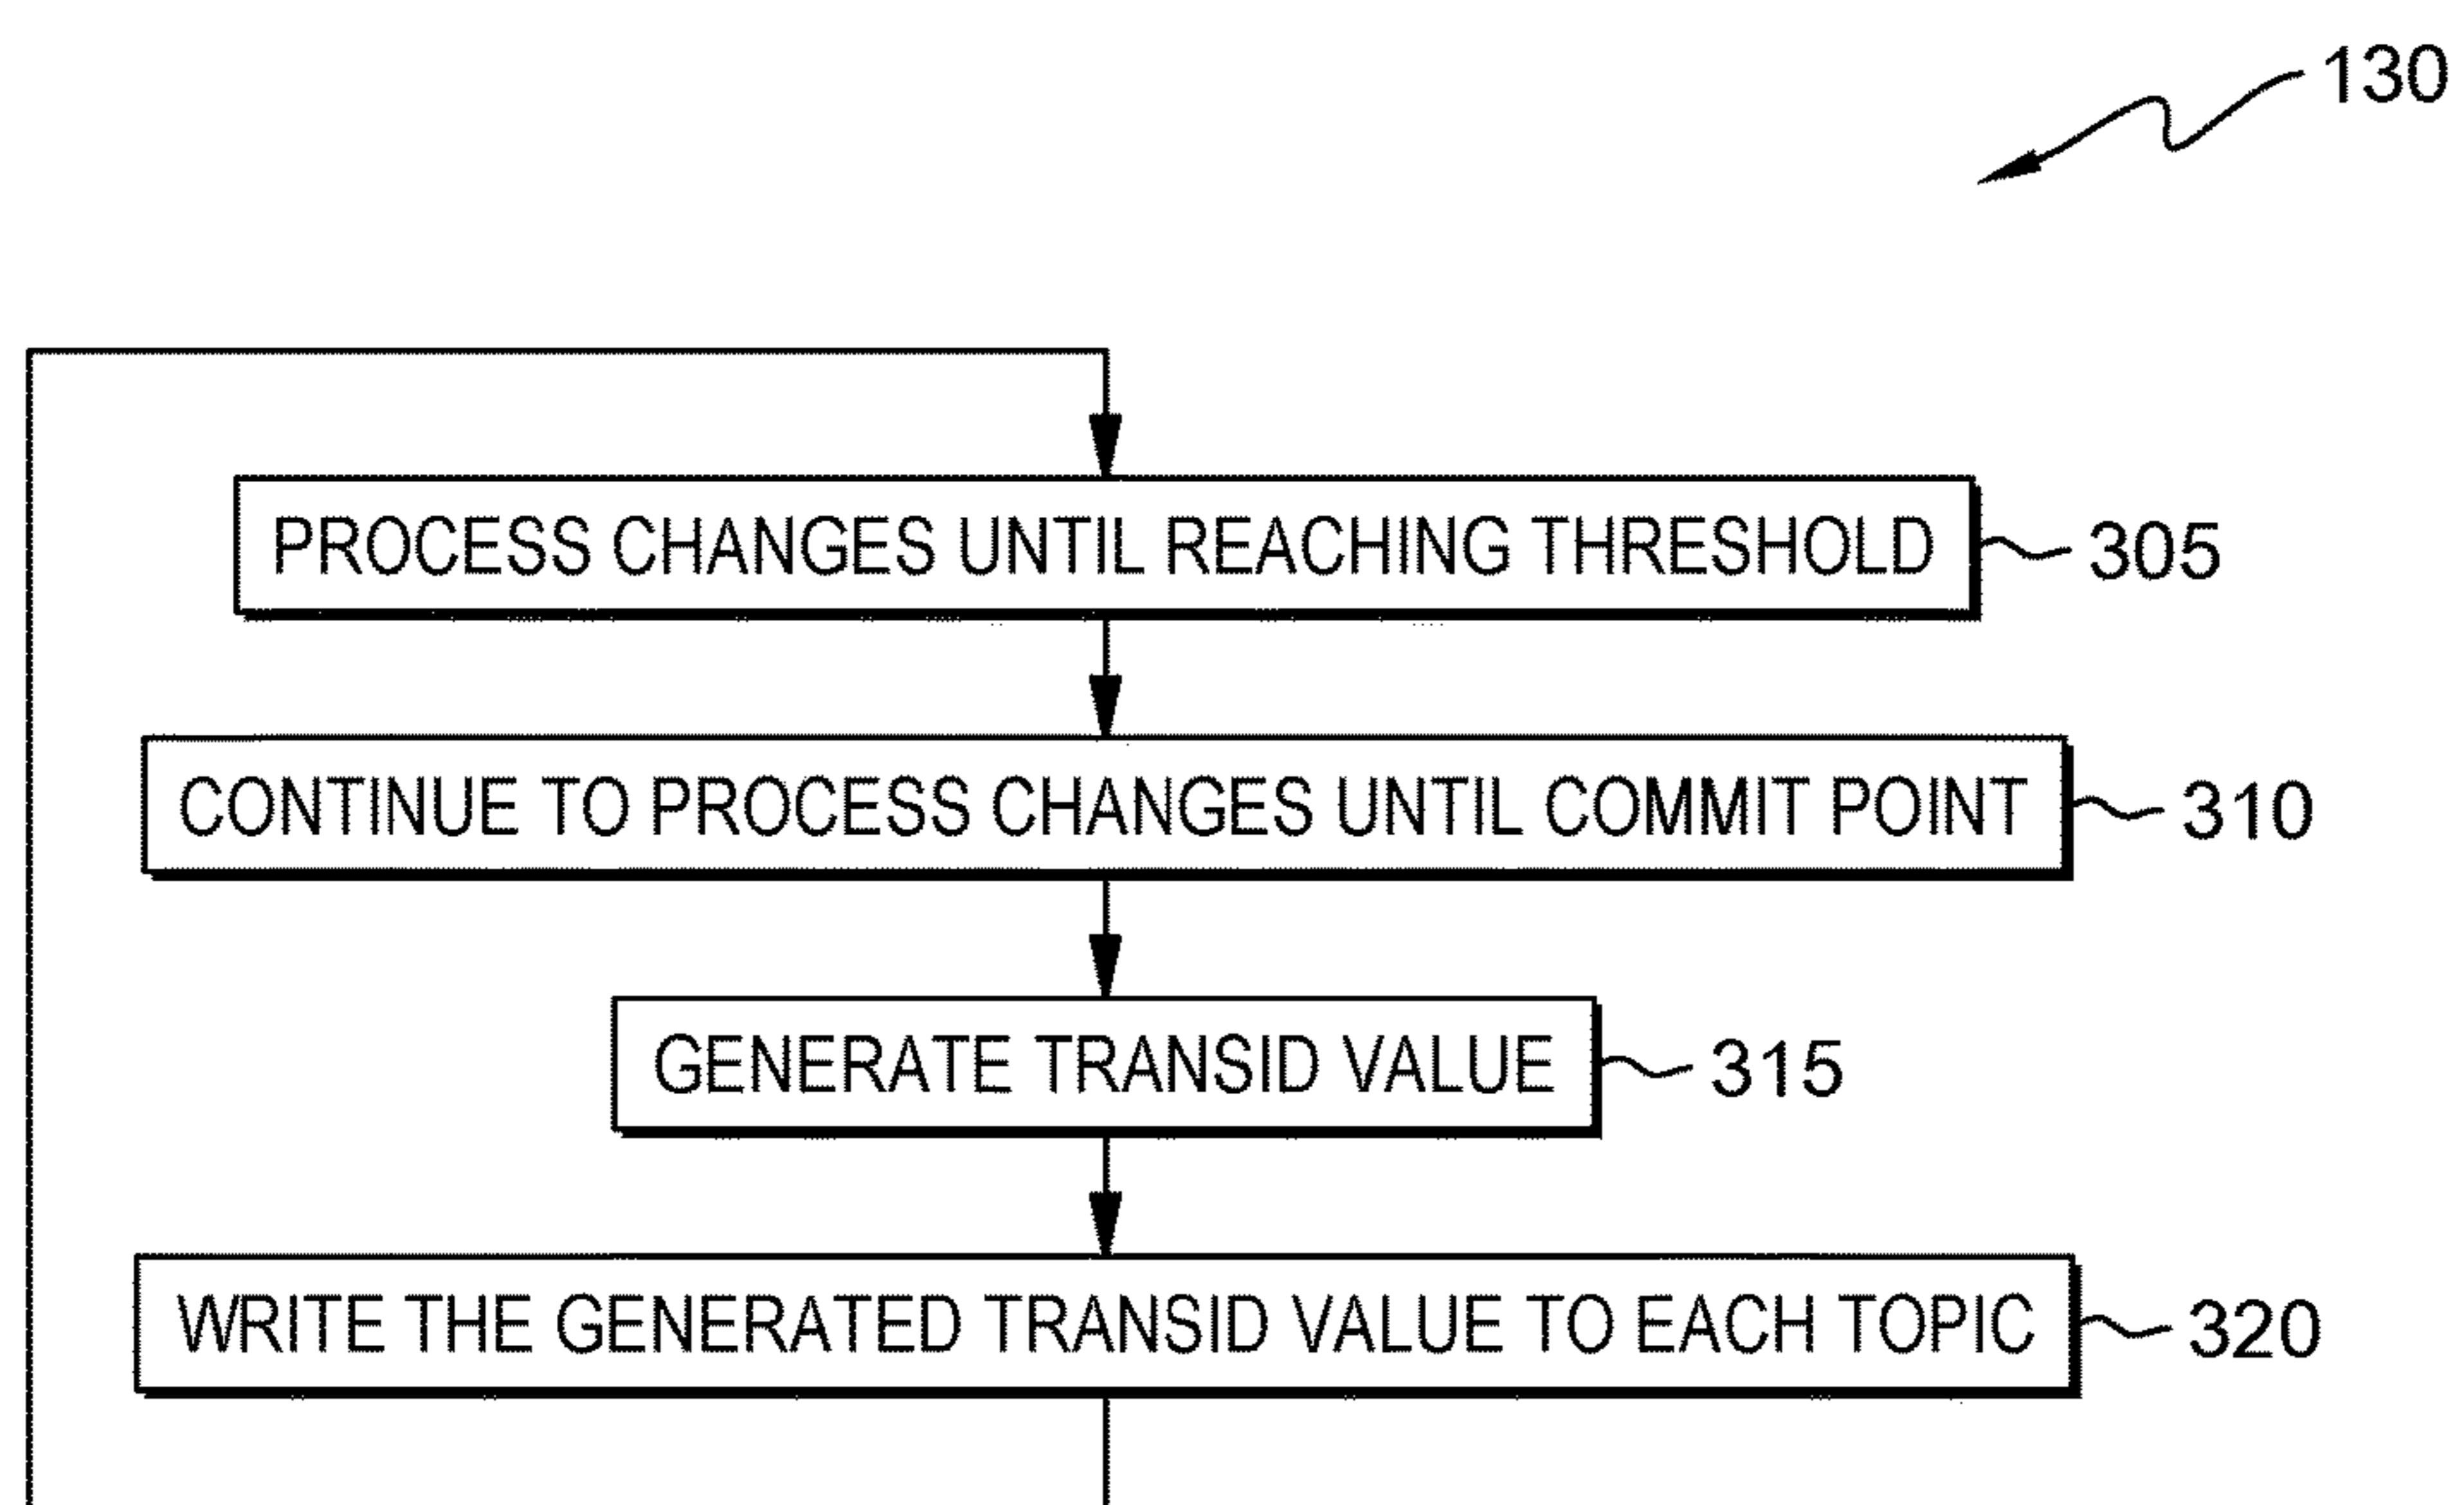 130
PROCESS CHANGES UNTIL REACHING THRESHOLD
305
CONTINUE TO PROCESS CHANGES UNTIL COMMIT POINT
310
GENERATE TRANSID VALUE
315
WRITE THE GENERATED TRANSID VALUE TO EACH TOPIC
320